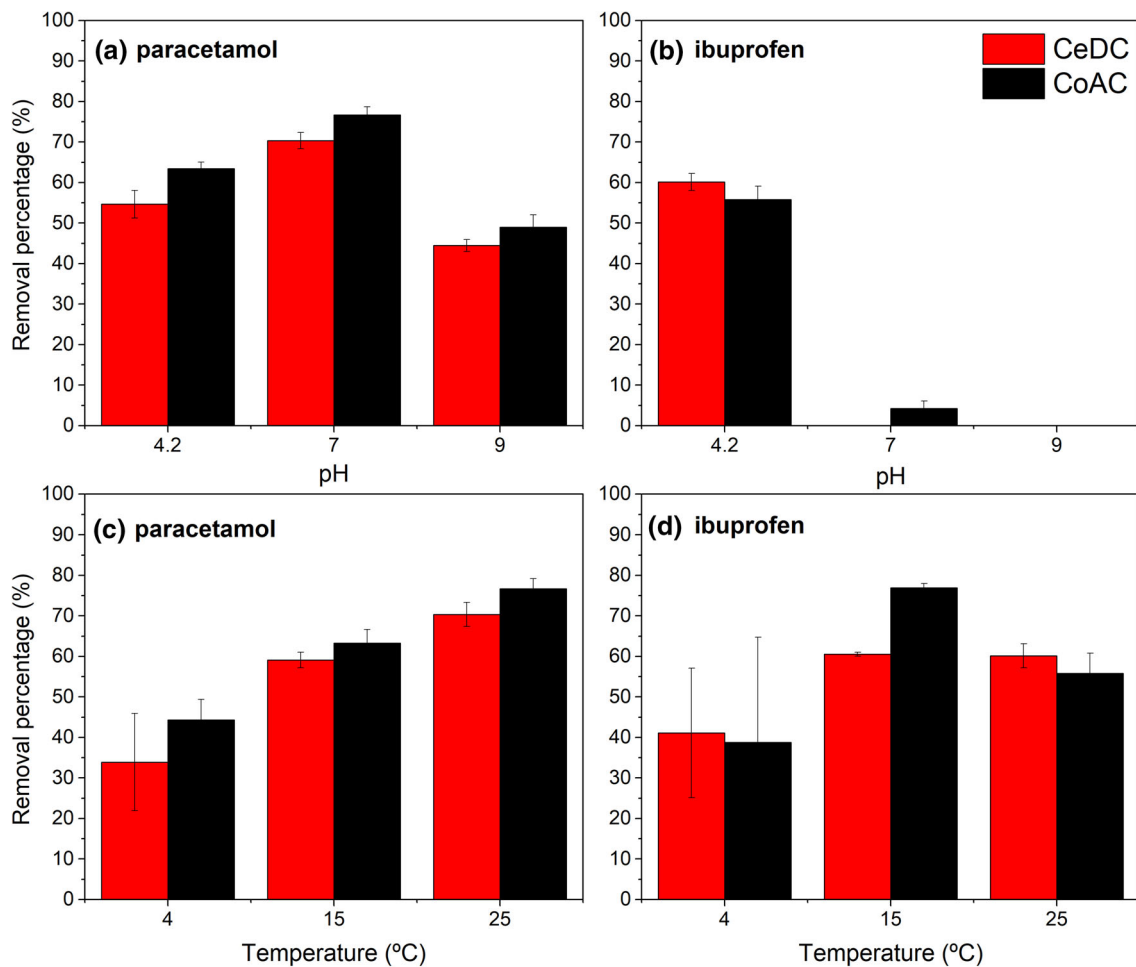 (a) paracetamol
100
90
80
70
60
50
40
30
20
10
0
Removal percentage (%)
4.2 7 9
pH
(b) ibuprofen
CeDC
CoAC
100
90
80
70
60
50
40
30
20
10
0
4.2 7 9
pH
(c) paracetamol
100
90
80
70
60
50
40
30
20
10
0
Removal percentage (%)
4 15 25
Temperature (ºC)
(d) ibuprofen
100
90
80
70
60
50
40
30
20
10
0
4 15 25
Temperature (ºC)